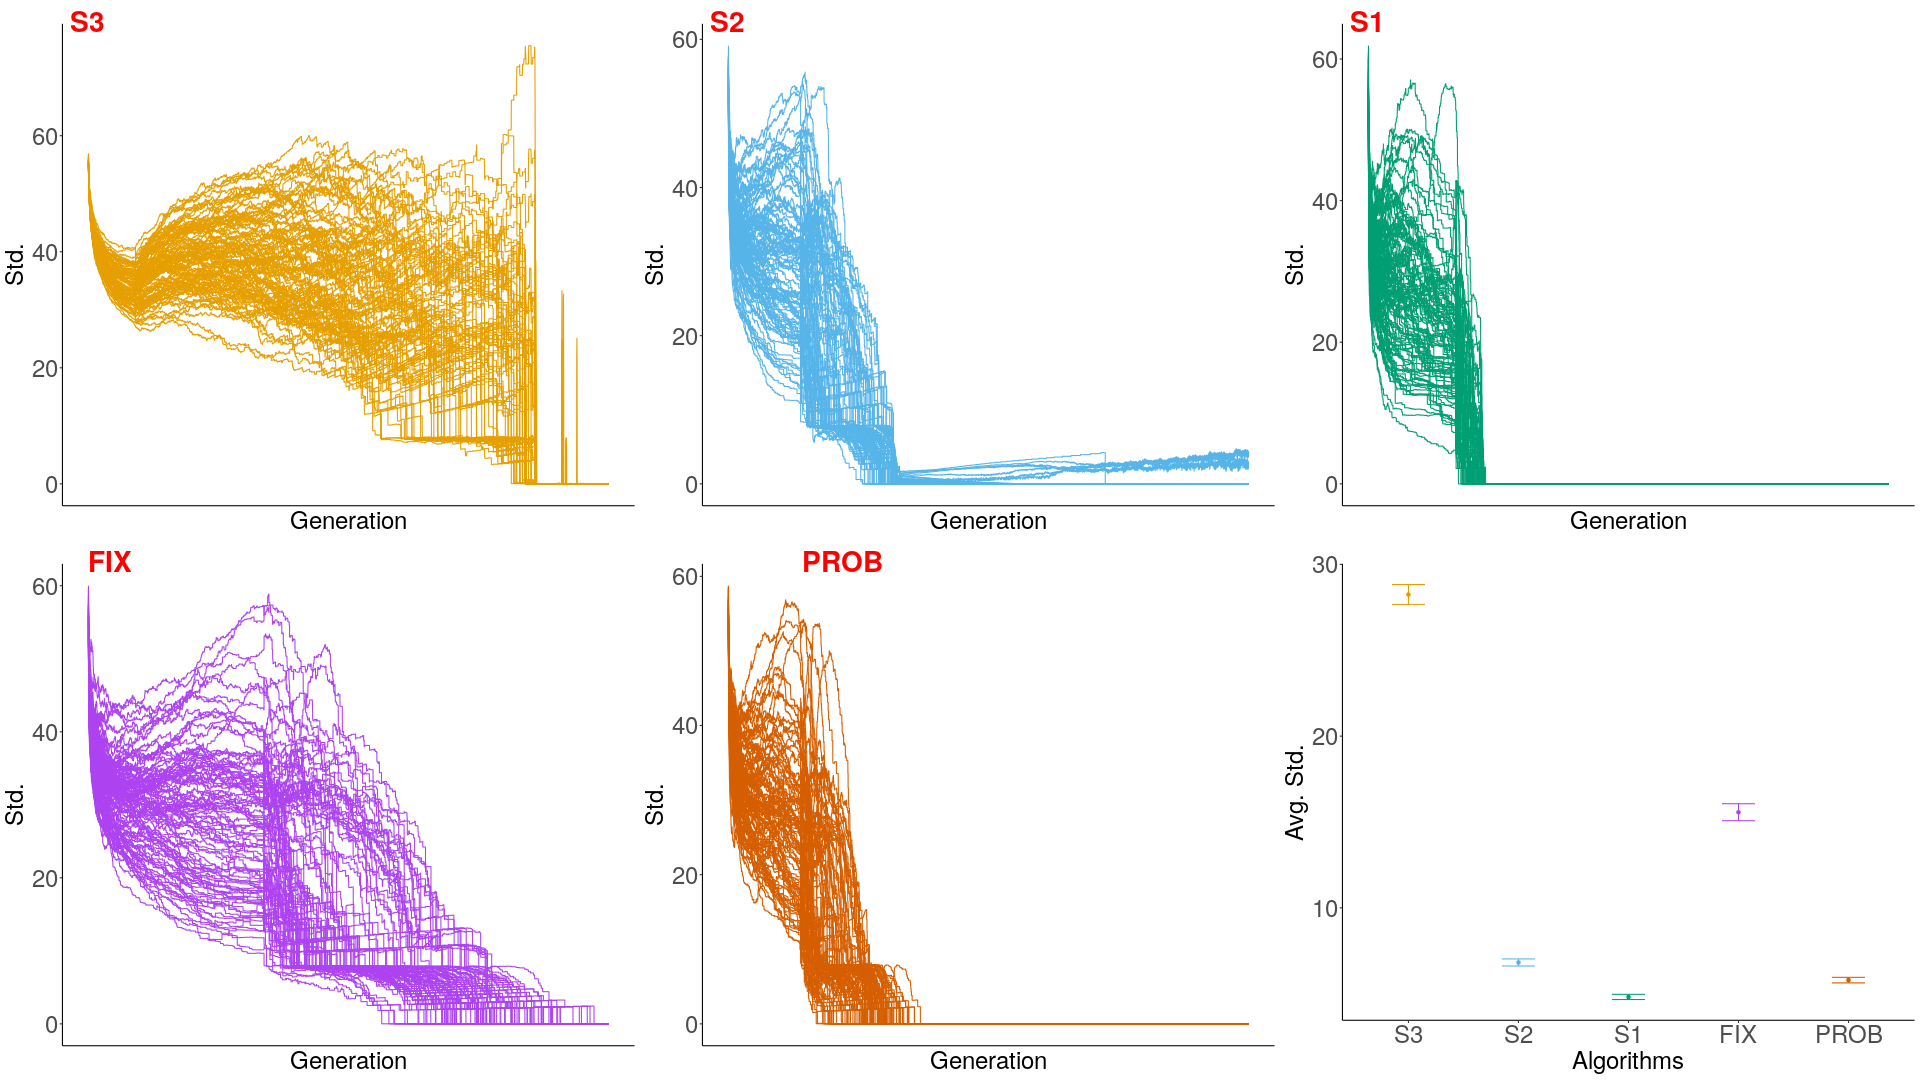 S3
60
40
20
0
Std.
Generation
S2
60
40
20
0
Std.
Generation
S1
60
40
20
0
Std.
Generation
FIX
60
40
20
0
Std.
Generation
PROB
60
40
20
0
Std.
Generation
30
20
10
Avg. Std.
S3 S2 S1 FIX PROB
Algorithms